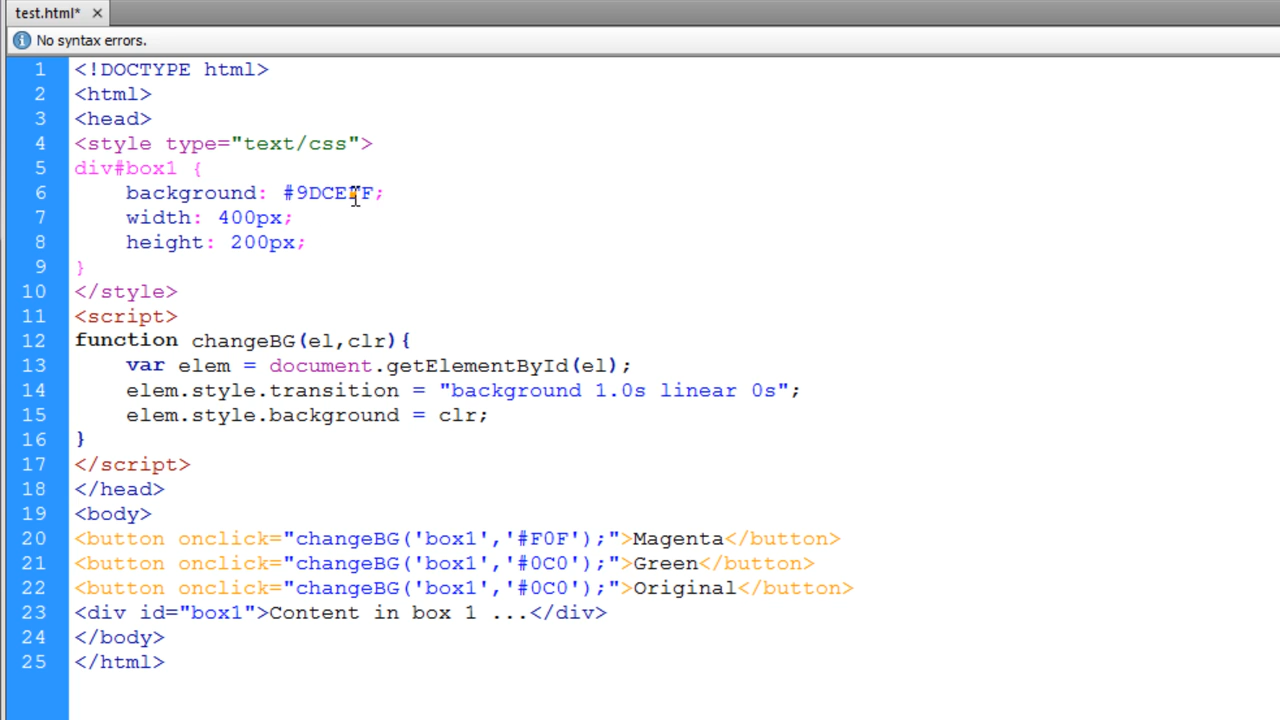 test.html* ×
No syntax errors.
1 <!DOCTYPE html>
2 <html>
3 <head>
4 <style type="text/css">
5 div#box1 {
6     background: #9DCEFF;
7     width: 400px;
8     height: 200px;
9 }
10 </style>
11 <script>
12 function changeBG(el,clr){
13     var elem = document.getElementById(el);
14     elem.style.transition = "background 1.0s linear 0s";
15     elem.style.background = clr;
16 }
17 </script>
18 </head>
19 <body>
20 <button onclick="changeBG('box1','#F0F');">Magenta</button>
21 <button onclick="changeBG('box1','#0C0');">Green</button>
22 <button onclick="changeBG('box1','#0C0');">Original</button>
23 <div id="box1">Content in box 1 ...</div>
24 </body>
25 </html>